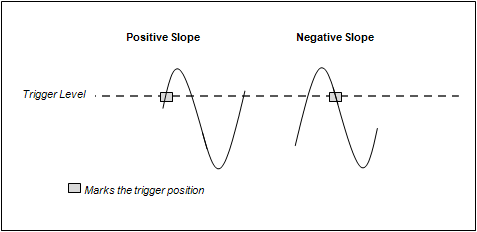 Positive Slope
Negative Slope
Trigger Level
Marks the trigger position